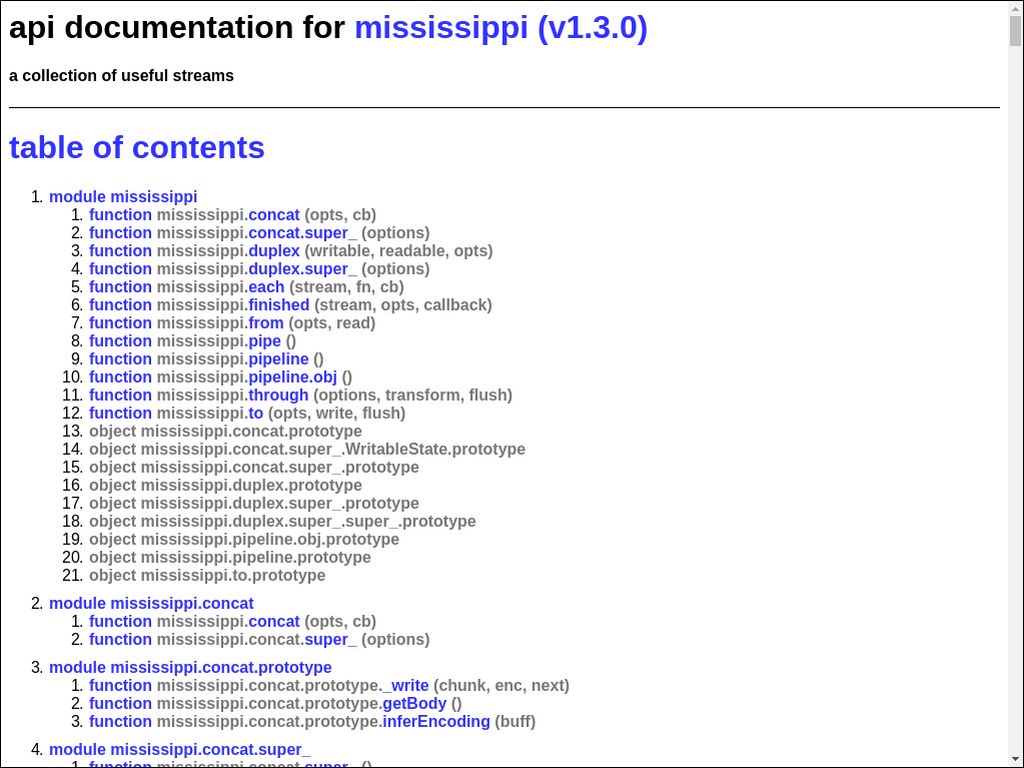 api documentation for mississippi (v1.3.0)
a collection of useful streams
table of contents
1. module mississippi
1. function mississippi.concat (opts, cb)
2. function mississippi.concat.super_ (options)
3. function mississippi.duplex (writable, readable, opts)
4. function mississippi.duplex.super_ (options)
5. function mississippi.each (stream, fn, cb)
6. function mississippi.finished (stream, opts, callback)
7. function mississippi.from (opts, read)
8. function mississippi.pipe ()
9. function mississippi.pipeline ()
10. function mississippi.pipeline.obj ()
11. function mississippi.through (options, transform, flush)
12. function mississippi.to (opts, write, flush)
13. object mississippi.concat.prototype
14. object mississippi.concat.super_.WritableState.prototype
15. object mississippi.concat.super_.prototype
16. object mississippi.duplex.prototype
17. object mississippi.duplex.super_.prototype
18. object mississippi.duplex.super_.super_.prototype
19. object mississippi.pipeline.obj.prototype
20. object mississippi.pipeline.prototype
21. object mississippi.to.prototype
2. module mississippi.concat
1. function mississippi.concat (opts, cb)
2. function mississippi.concat.super_ (options)
3. module mississippi.concat.prototype
1. function mississippi.concat.prototype._write (chunk, enc, next)
2. function mississippi.concat.prototype.getBody ()
3. function mississippi.concat.prototype.inferEncoding (buff)
4. module mississippi.concat.super_
1. function mississippi.concat.super_ ()